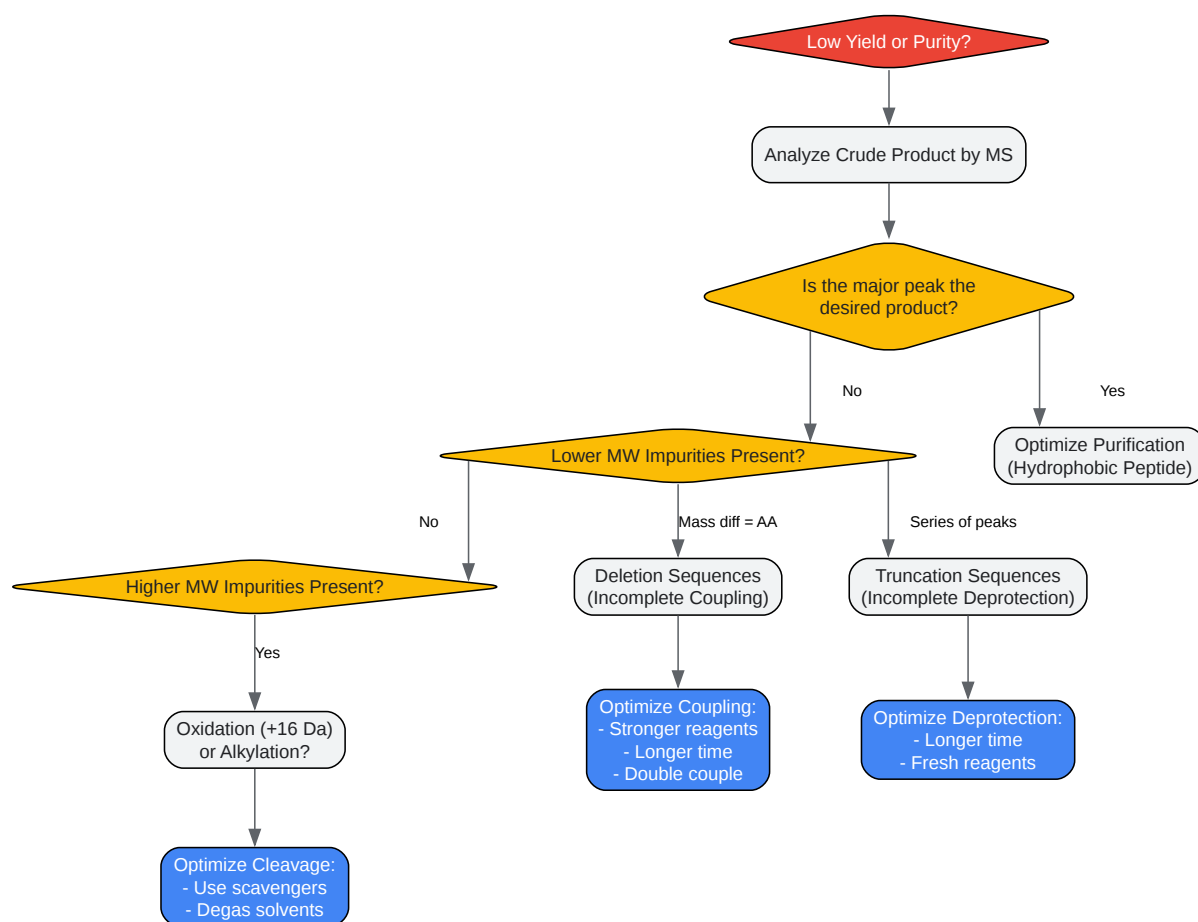 Low Yield or Purity?
Analyze Crude Product by MS
Is the major peak the
desired product?
No
Yes
Optimize Purification
(Hydrophobic Peptide)
Lower MW Impurities Present?
No
Mass diff = AA
Series of peaks
Higher MW Impurities Present?
Deletion Sequences
(Incomplete Coupling)
Truncation Sequences
(Incomplete Deprotection)
Yes
Oxidation (+16 Da)
or Alkylation?
Optimize Coupling:
- Stronger reagents
- Longer time
- Double couple
Optimize Deprotection:
- Longer time
- Fresh reagents
Optimize Cleavage:
- Use scavengers
- Degas solvents